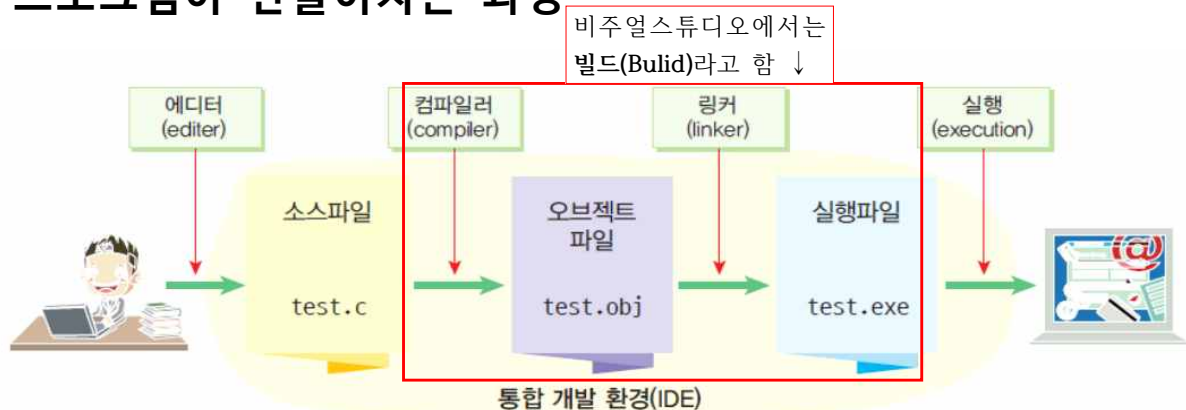 비주얼스튜디오에서는
빌드(Bulid)라고 함 ↓
에디터
(editer)
컴파일러
(compiler)
링커
(linker)
실행
(execution)
소스파일
test.c
오브젝트
파일
test.obj
실행파일
test.exe
통합 개발 환경(IDE)